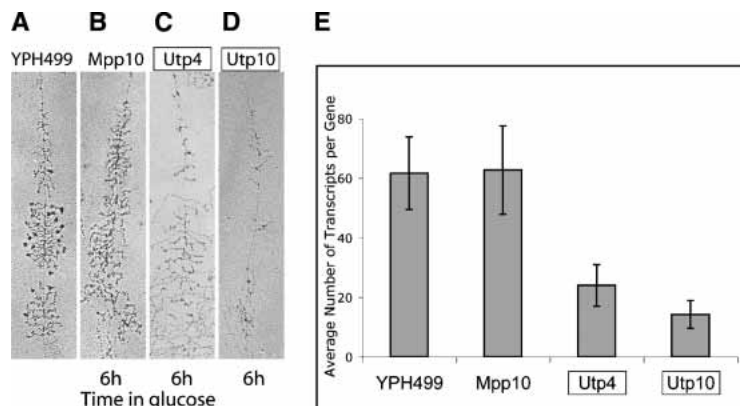 A B C D E
YPH499 Mpp10 Utp4 Utp10
6h 6h 6h
Time in glucose
Average Number of Transcripts per Gene
80
60
40
20
0
YPH499 Mpp10 Utp4 Utp10